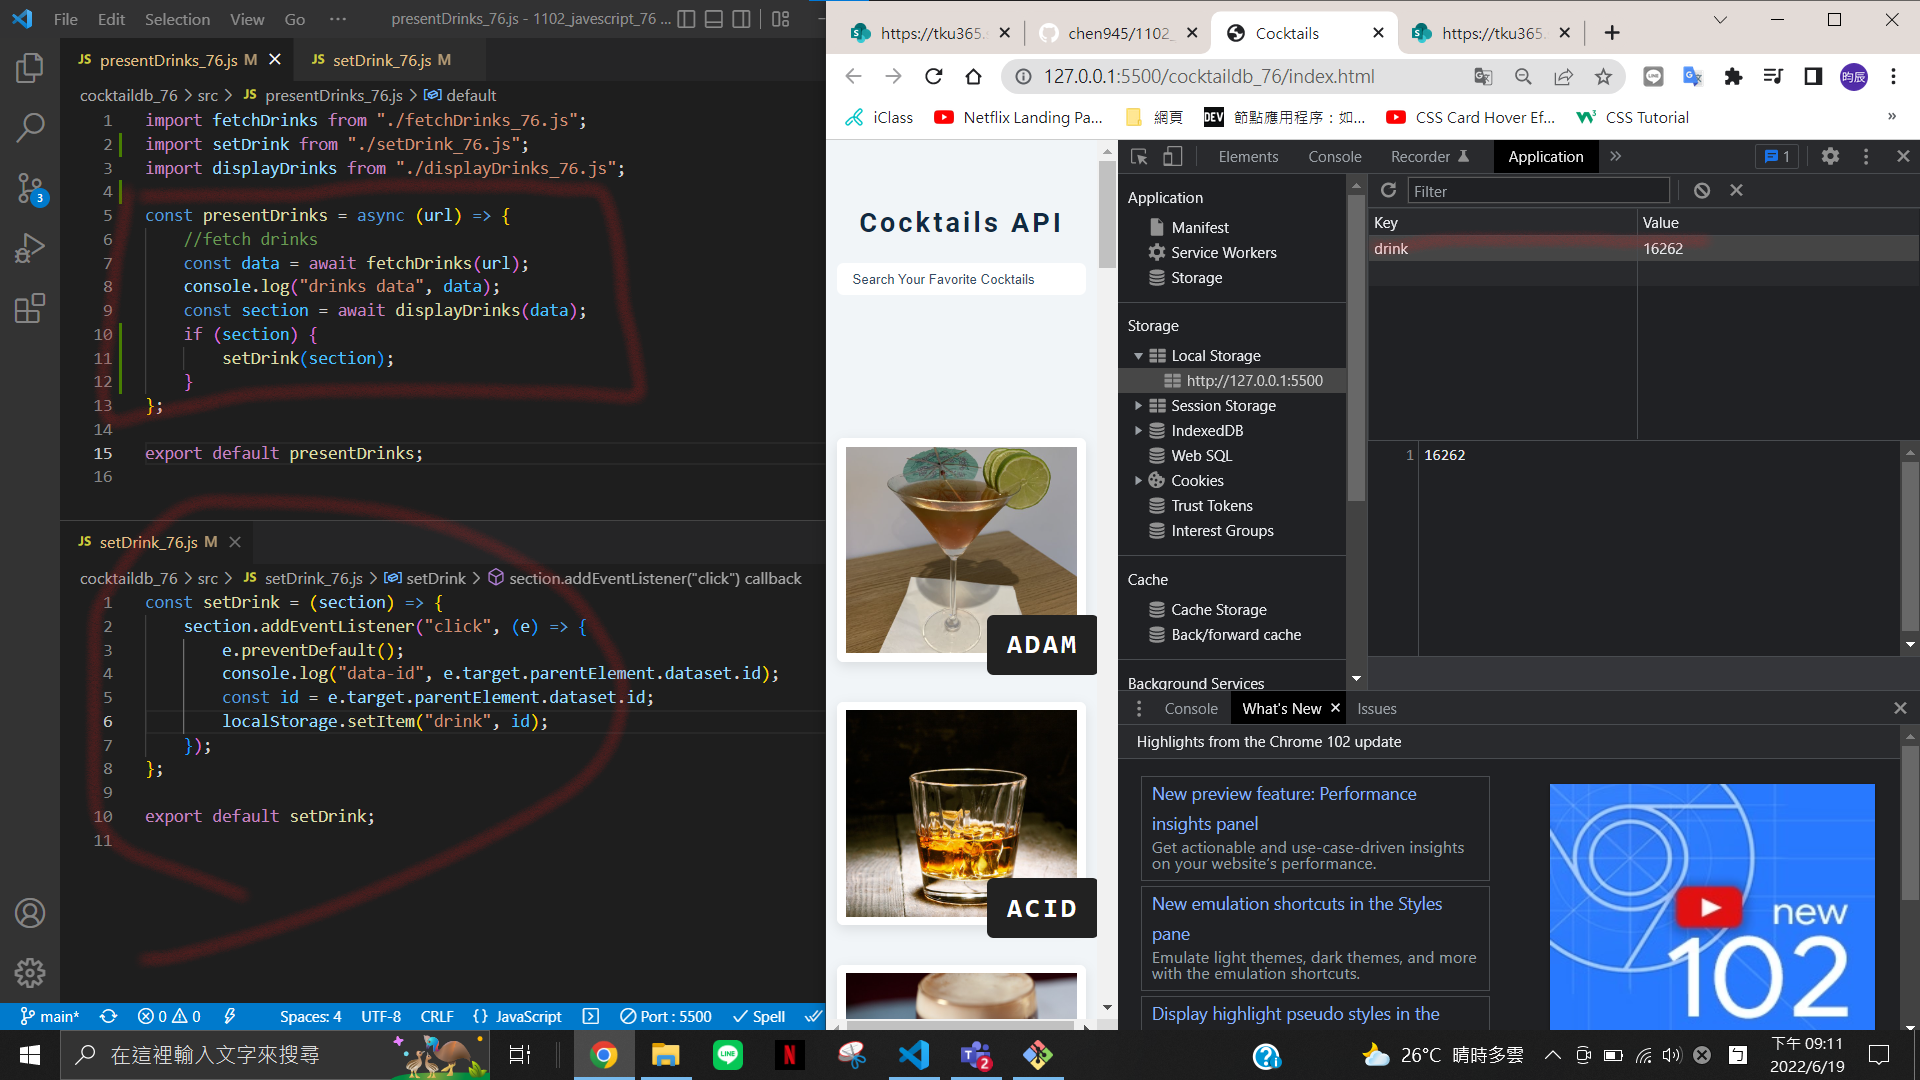 File Edit Selection View Go ··· presentDrinks_76.js - 1102_javescript_76 ...
JS presentDrinks_76.js M JS setDrink_76.js M
cocktaildb_76 > src > JS presentDrinks_76.js > default
1 import fetchDrinks from "./fetchDrinks_76.js";
2 import setDrink from "./setDrink_76.js";
3 import displayDrinks from "./displayDrinks_76.js";
4
5 const presentDrinks = async (url) => {
6 //fetch drinks
7 const data = await fetchDrinks(url);
8 console.log("drinks data", data);
9 const section = await displayDrinks(data);
10 if (section) {
11 setDrink(section);
12 }
13 };
14
15 export default presentDrinks;
16
JS setDrink_76.js M
cocktaildb_76 > src > JS setDrink_76.js > setDrink > section.addEventListener("click") callback
1 const setDrink = (section) => {
2 section.addEventListener("click", (e) => {
3 e.preventDefault();
4 console.log("data-id", e.target.parentElement.dataset.id);
5 const id = e.target.parentElement.dataset.id;
6 localStorage.setItem("drink", id);
7 });
8 };
9
10 export default setDrink;
11
3
main* 0 0 Spaces: 4 UTF-8 CRLF {} JavaScript Port : 5500 Spell
https://tku365. chen945/1102_ Cocktails https://tku365.
127.0.0.1:5500/cocktaildb_76/index.html 昀辰
iClass Netflix Landing Pa... 網頁 DEV 節點應用程序：如... CSS Card Hover Ef... CSS Tutorial »
Cocktails API
Search Your Favorite Cocktails
ADAM
ACID
Elements Console Recorder Application » 1
Application
Manifest
Service Workers
Storage
Storage
Local Storage
http://127.0.0.1:5500
Session Storage
IndexedDB
Web SQL
Cookies
Trust Tokens
Interest Groups
Cache
Cache Storage
Back/forward cache
Background Services
Filter
Key Value
drink 16262
1 16262
Console What's New Issues
Highlights from the Chrome 102 update
New preview feature: Performance
insights panel
Get actionable and use-case-driven insights
on your website's performance.
New emulation shortcuts in the Styles
pane
Emulate light themes, dark themes, and more
with the emulation shortcuts.
Display highlight pseudo styles in the
new
102
在這裡輸入文字來搜尋
LINE N 2
26°C 晴時多雲
下午 09:11
2022/6/19